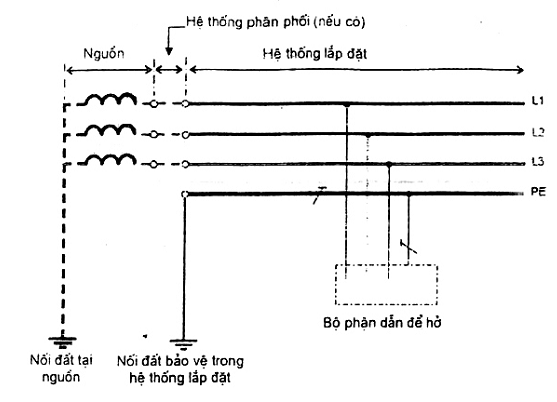 Hệ thống phân phối (nếu có)
Nguồn
Hệ thống lắp đặt
L1
L2
L3
PE
Bộ phận dẫn để hở
Nối đất tại
nguồn
Nối đất bảo vệ trong
hệ thống lắp đặt